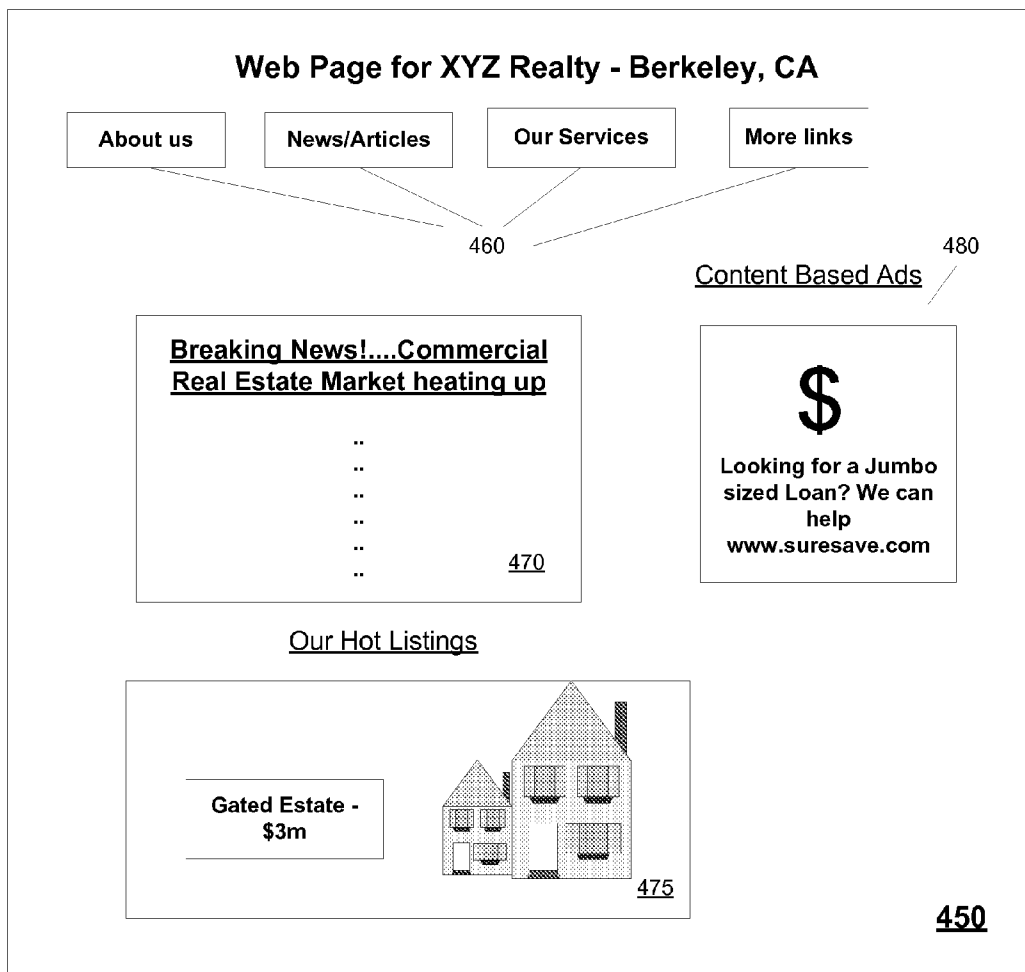 Web Page for XYZ Realty - Berkeley, CA
About us
News/Articles
Our Services
More links
460
480
Content Based Ads
Breaking News!....Commercial
Real Estate Market heating up
..
..
..
..
..
..
470
$
Looking for a Jumbo
sized Loan? We can
help
www.suresave.com
Our Hot Listings
Gated Estate -
$3m
475
450